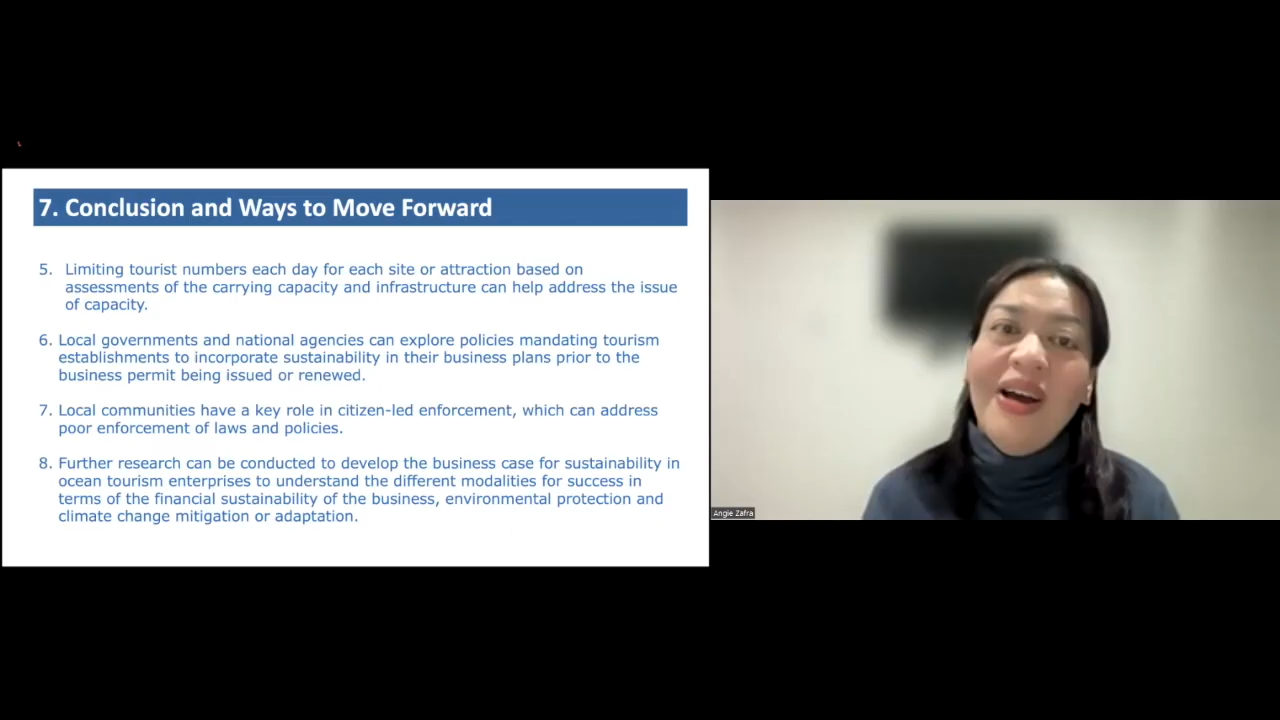 7. Conclusion and Ways to Move Forward
5. Limiting tourist numbers each day for each site or attraction based on
assessments of the carrying capacity and infrastructure can help address the issue
of capacity.
6. Local governments and national agencies can explore policies mandating tourism
establishments to incorporate sustainability in their business plans prior to the
business permit being issued or renewed.
7. Local communities have a key role in citizen-led enforcement, which can address
poor enforcement of laws and policies.
8. Further research can be conducted to develop the business case for sustainability in
ocean tourism enterprises to understand the different modalities for success in
terms of the financial sustainability of the business, environmental protection and
climate change mitigation or adaptation.
Angie Zafra